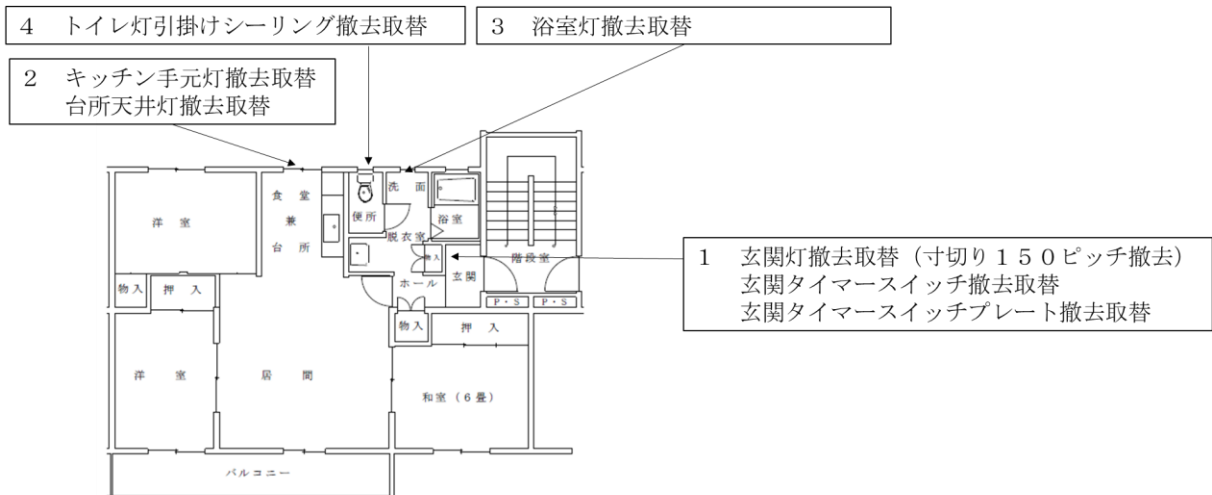 ４　トイレ灯引掛けシーリング撤去取替
３　浴室灯撤去取替
２　キッチン手元灯撤去取替
台所天井灯撤去取替
１　玄関灯撤去取替（寸切り１５０ピッチ撤去）
玄関タイマースイッチ撤去取替
玄関タイマースイッチプレート撤去取替
洋室
食堂
兼
台所
便所
洗面
脱衣室
浴室
階段室
物入
玄関
ホール
物入
押入
P・S
P・S
物入
押入
洋室
居間
和室（6畳）
バルコニー